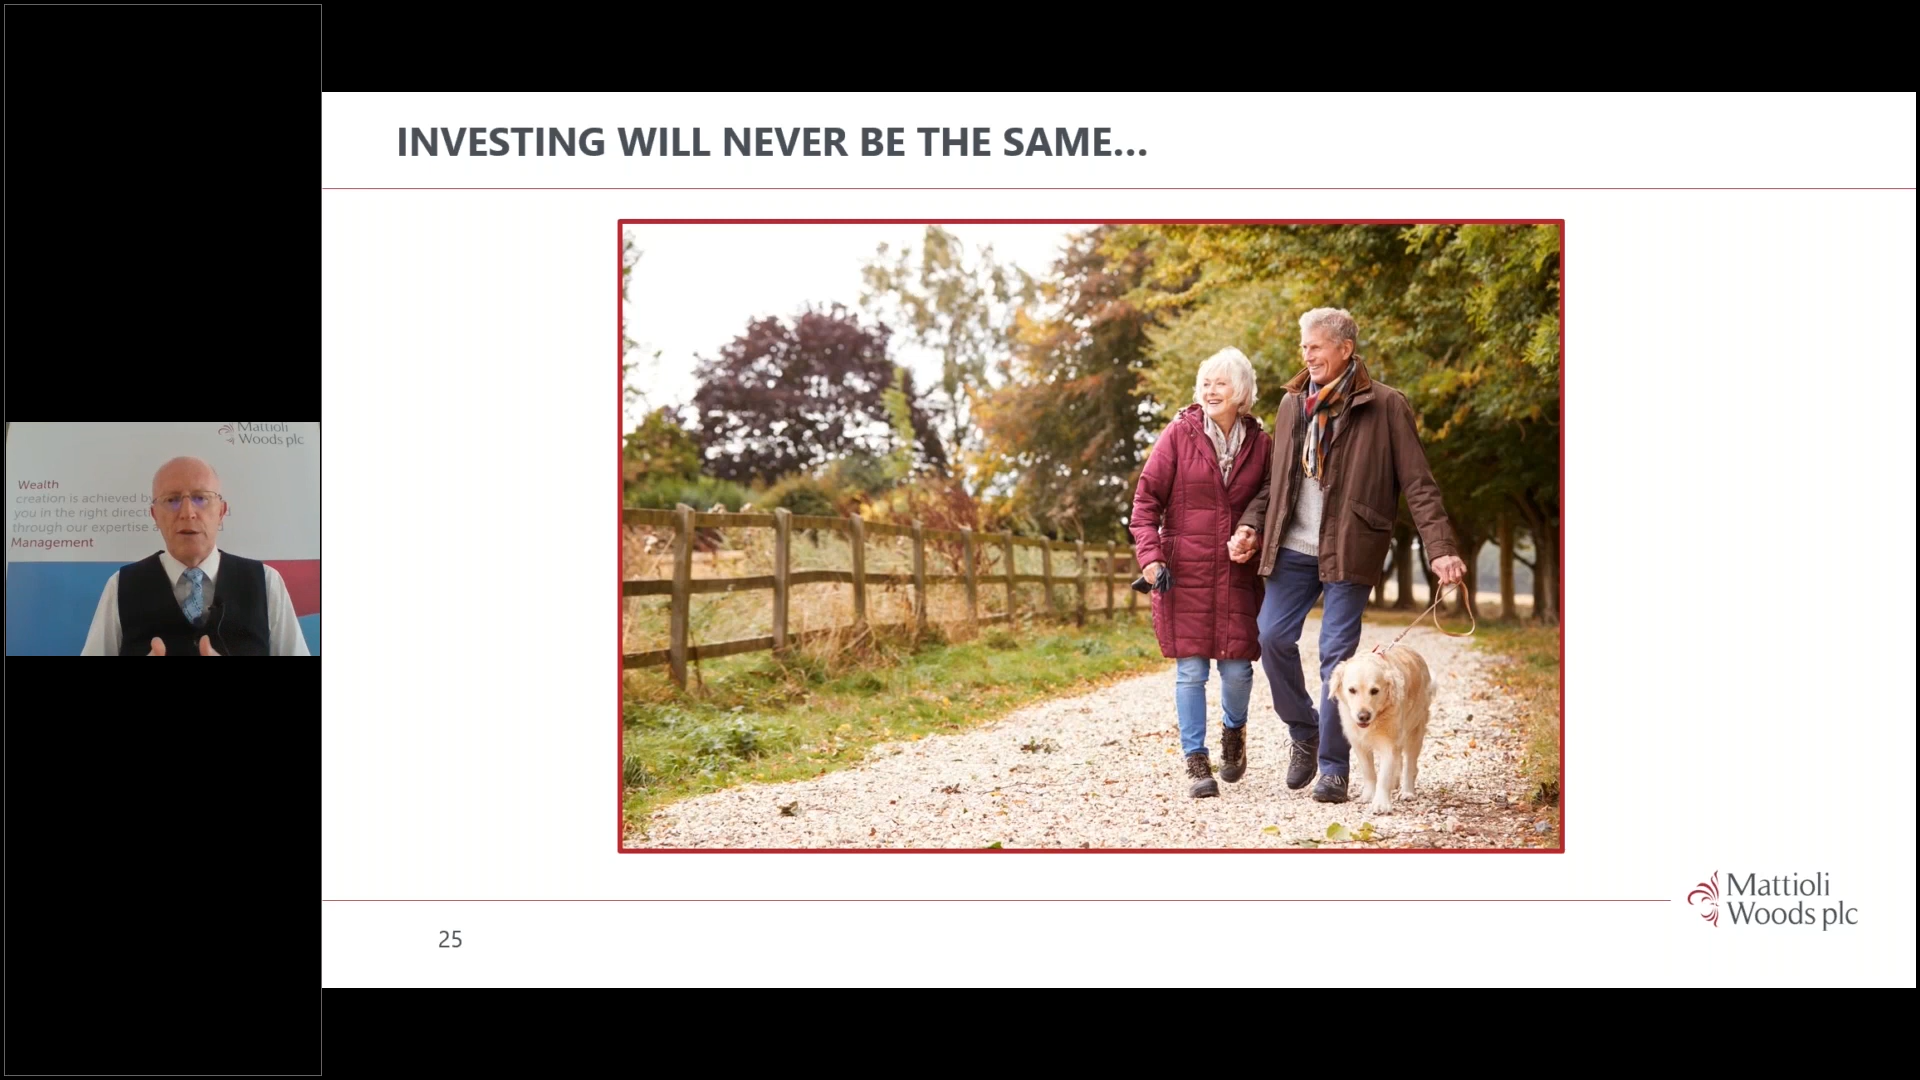 INVESTING WILL NEVER BE THE SAME...
Mattioli
Woods plc
Wealth
creation is achieved by
you in the right directi
through our expertise a
Management
Mattioli
Woods plc
25